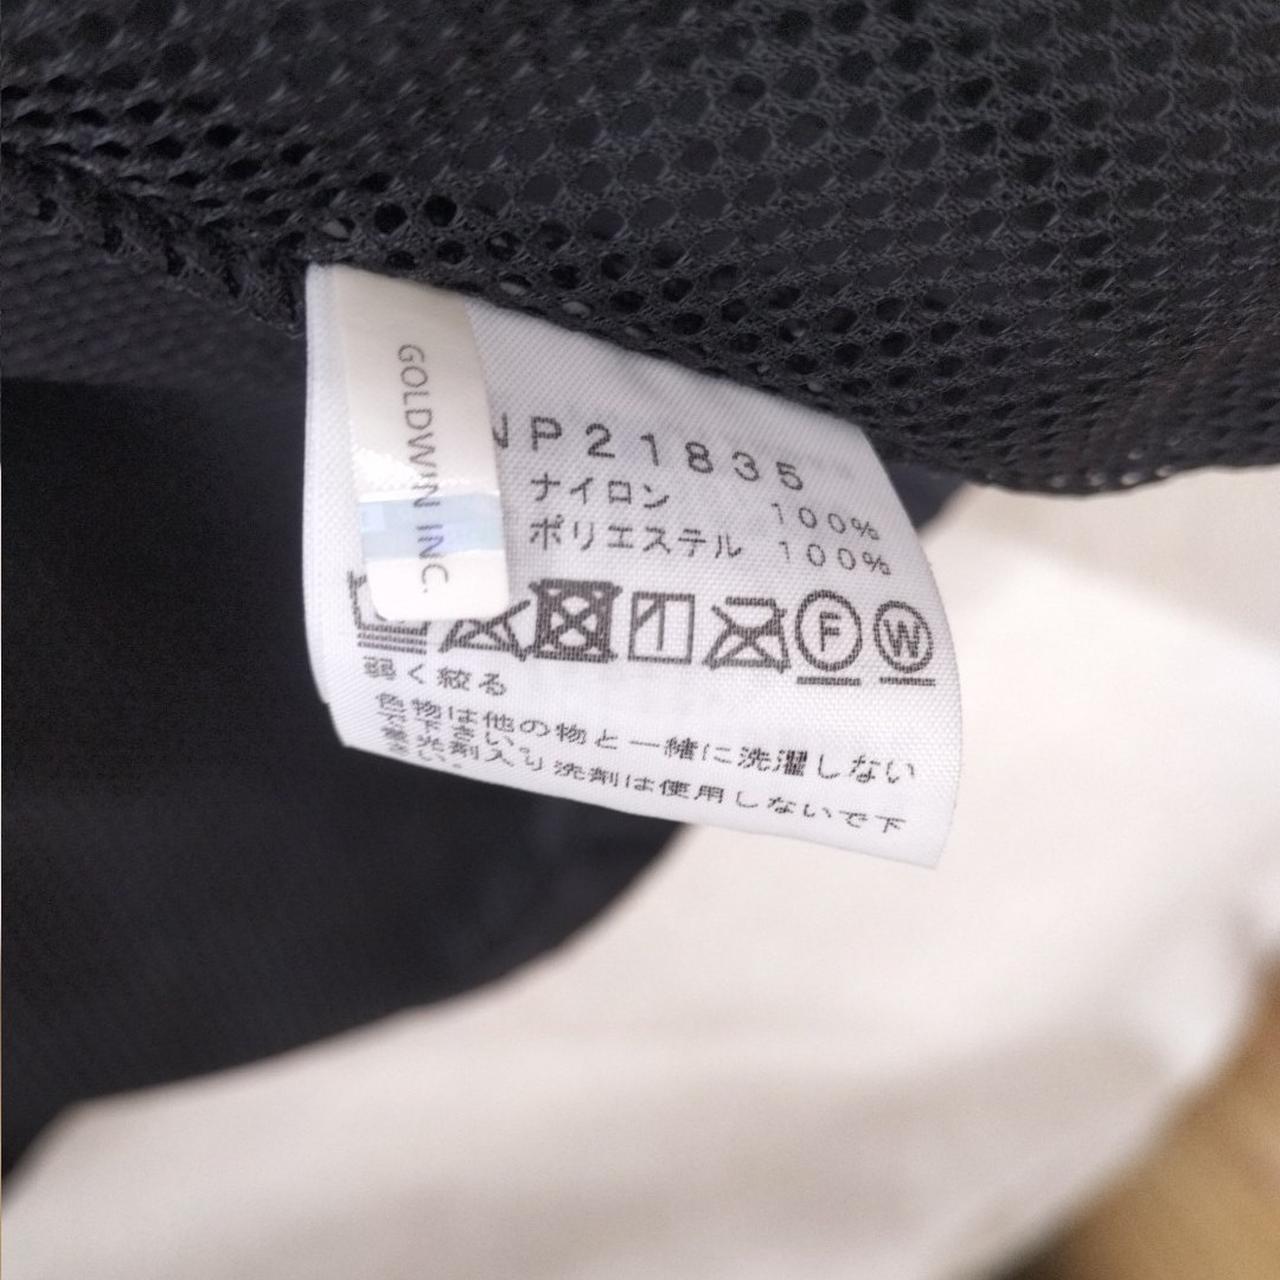 GOLDWIN INC.
NP21835
ナイロン 100%
ポリエステル 100%
F W
弱く絞る
色物は他の物と一緒に洗濯しない
で下さい。
蛍光剤入り洗剤は使用しないで下
さい。